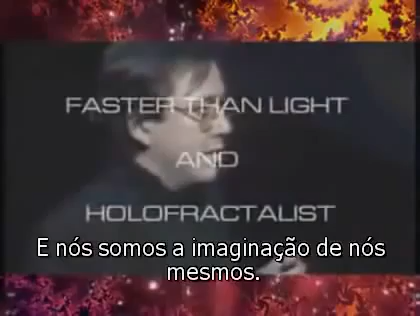 FASTER THAN LIGHT
AND
HOLOFRACTALIST
E nós somos a imaginação de nós
mesmos.